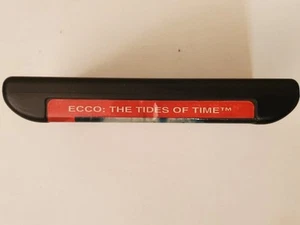 ECCO: THE TIDES OF TIME™